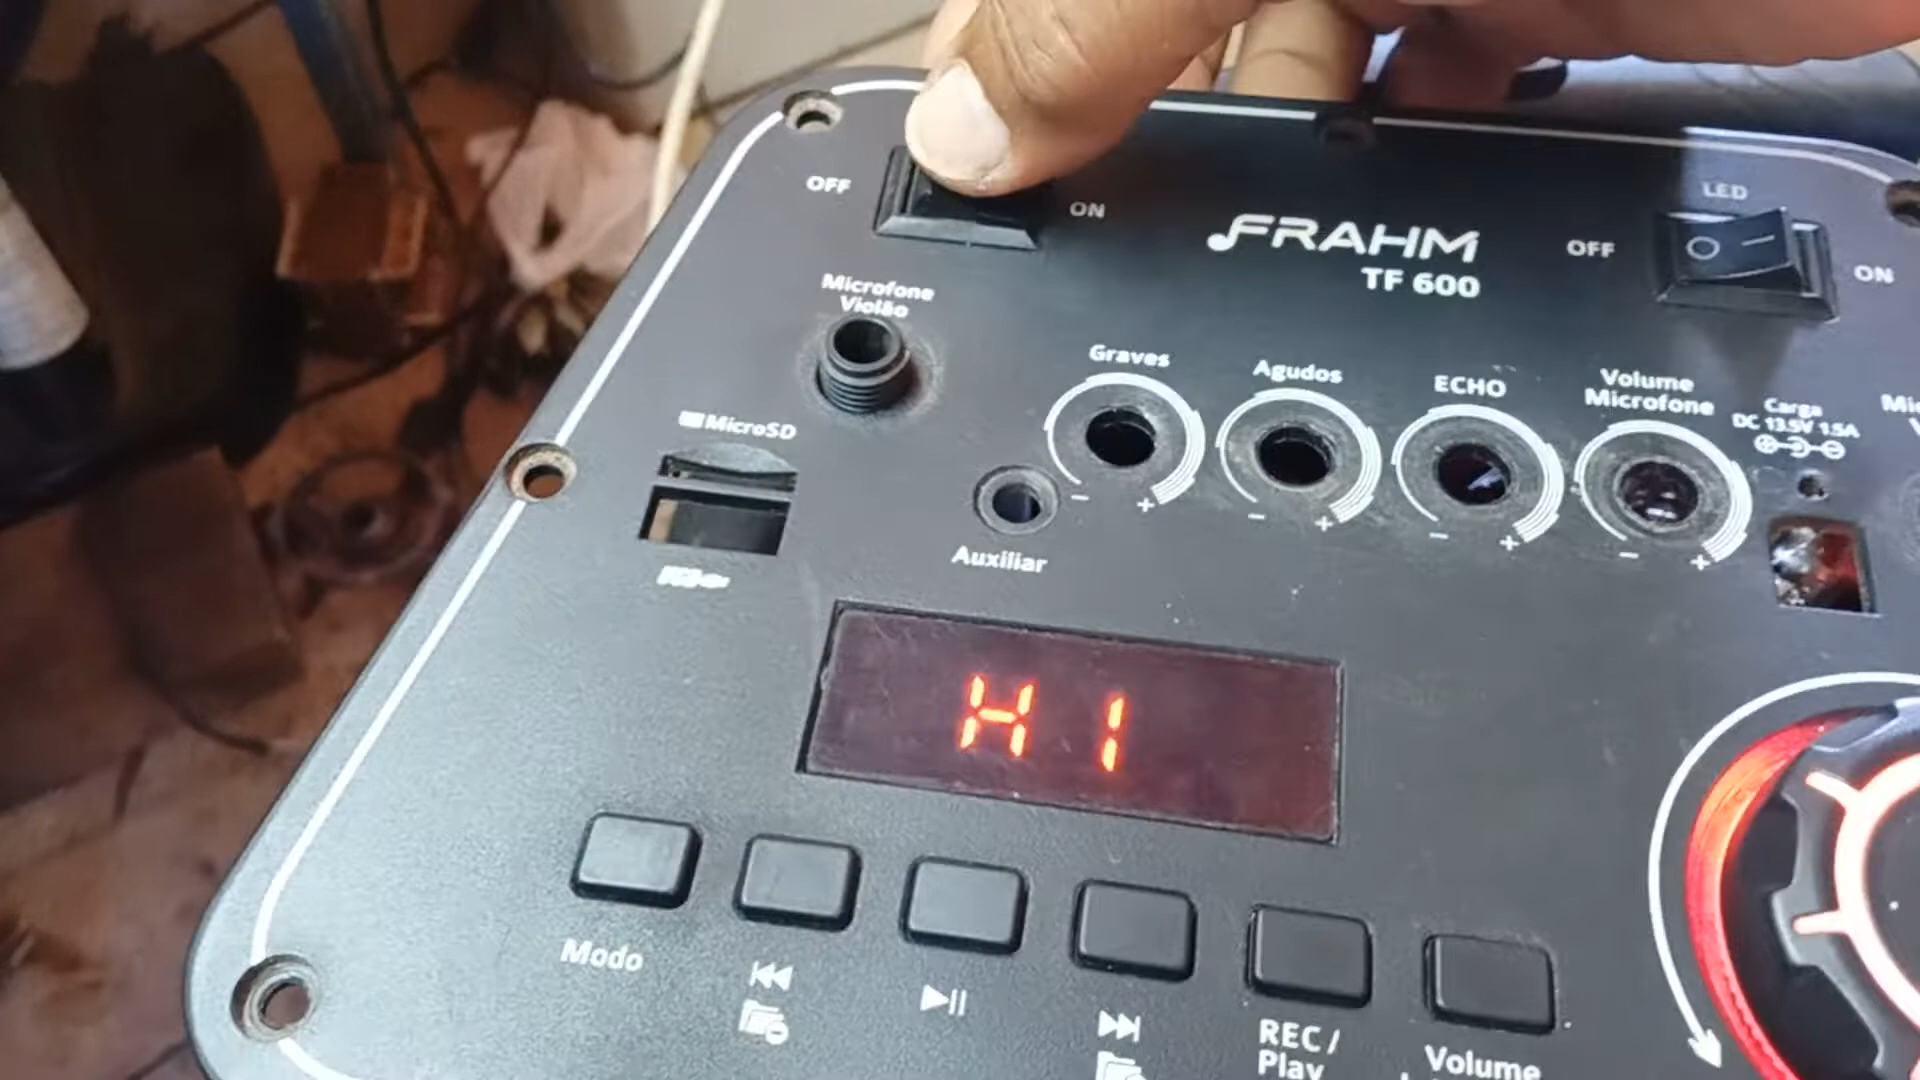 OFF
ON
FRAHM
TF 600
LED
OFF
ON
Microfone
Violão
Graves
Agudos
ECHO
Volume
Microfone
Carga
DC 13.5V 1.5A
MicroSD
- +
- +
- +
- +
Auxiliar
HI
Modo
REC /
Play
Volume